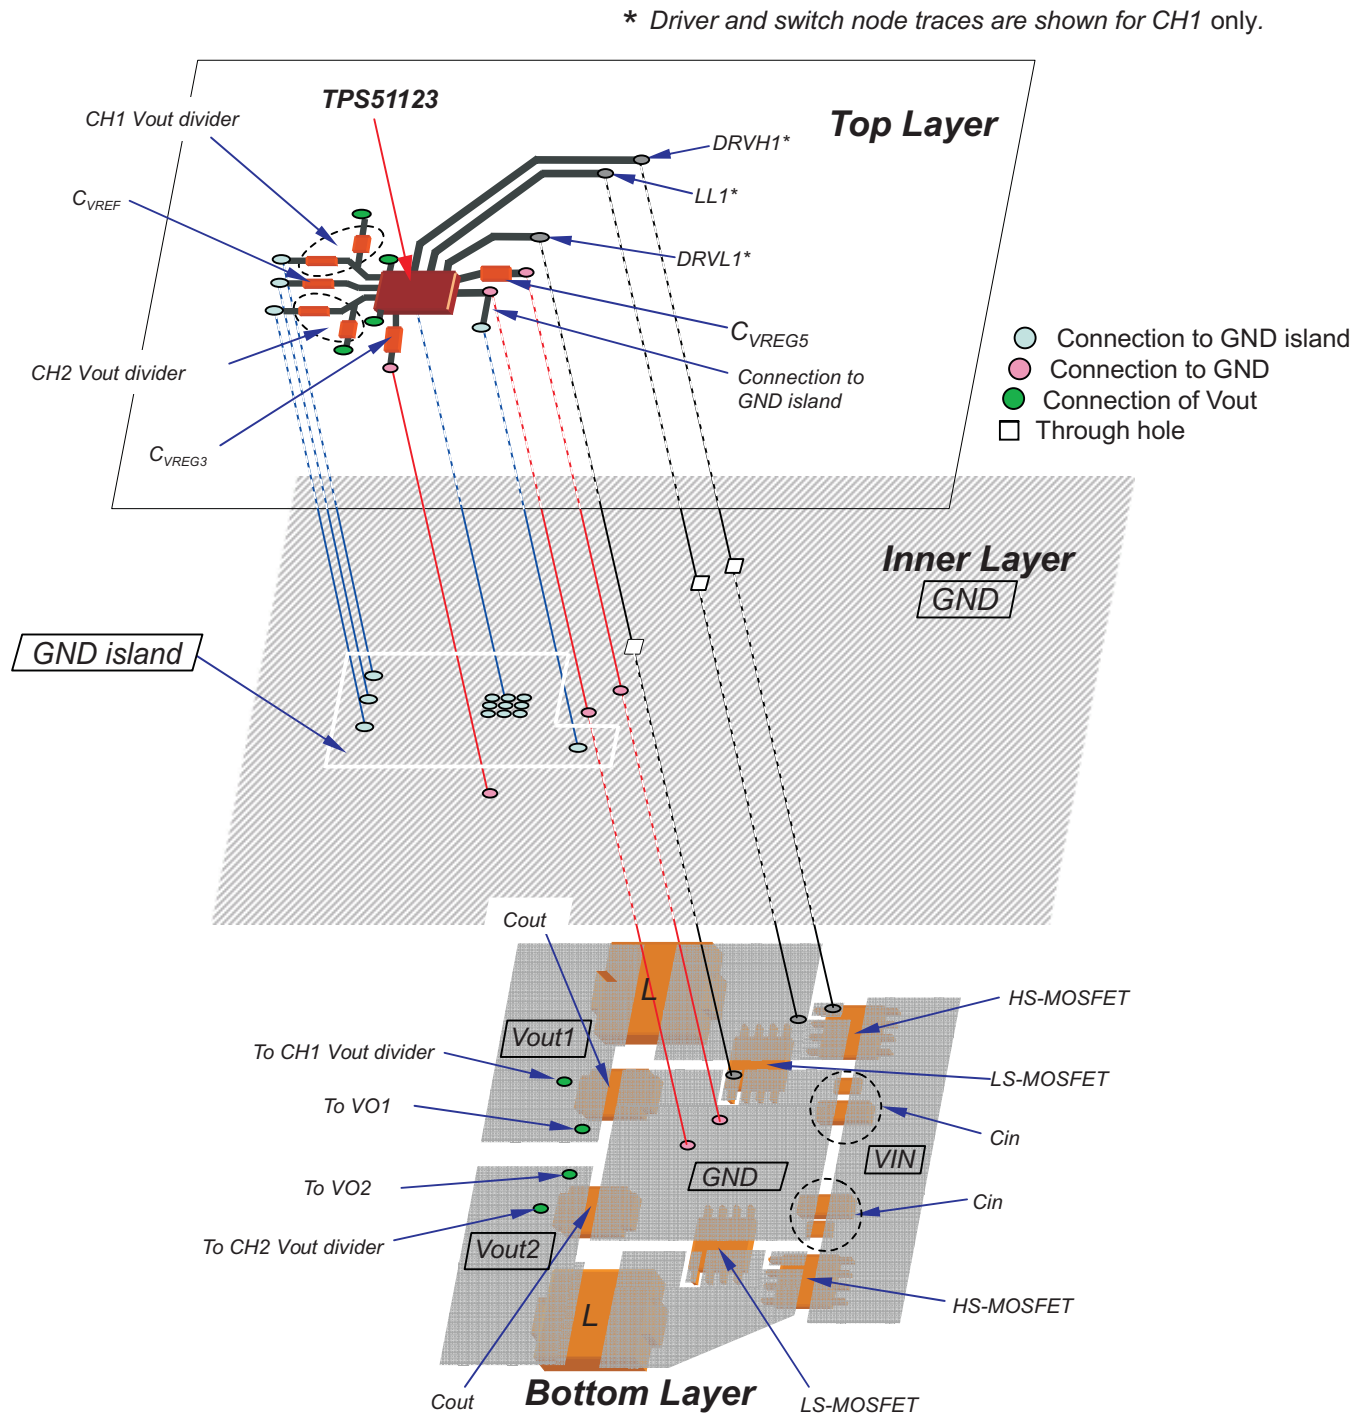 * Driver and switch node traces are shown for CH1 only.
TPS51123
CH1 Vout divider
Top Layer
DRVH1*
C_VREF
LL1*
DRVL1*
C_VREG5
Connection to GND island
Connection to GND
Connection of Vout
Through hole
CH2 Vout divider
Connection to
GND island
C_VREG3
Inner Layer
GND
GND island
Cout
L
HS-MOSFET
Vout1
To CH1 Vout divider
LS-MOSFET
To VO1
Cin
VIN
GND
To VO2
Cin
To CH2 Vout divider
Vout2
HS-MOSFET
L
Cout
Bottom Layer
LS-MOSFET